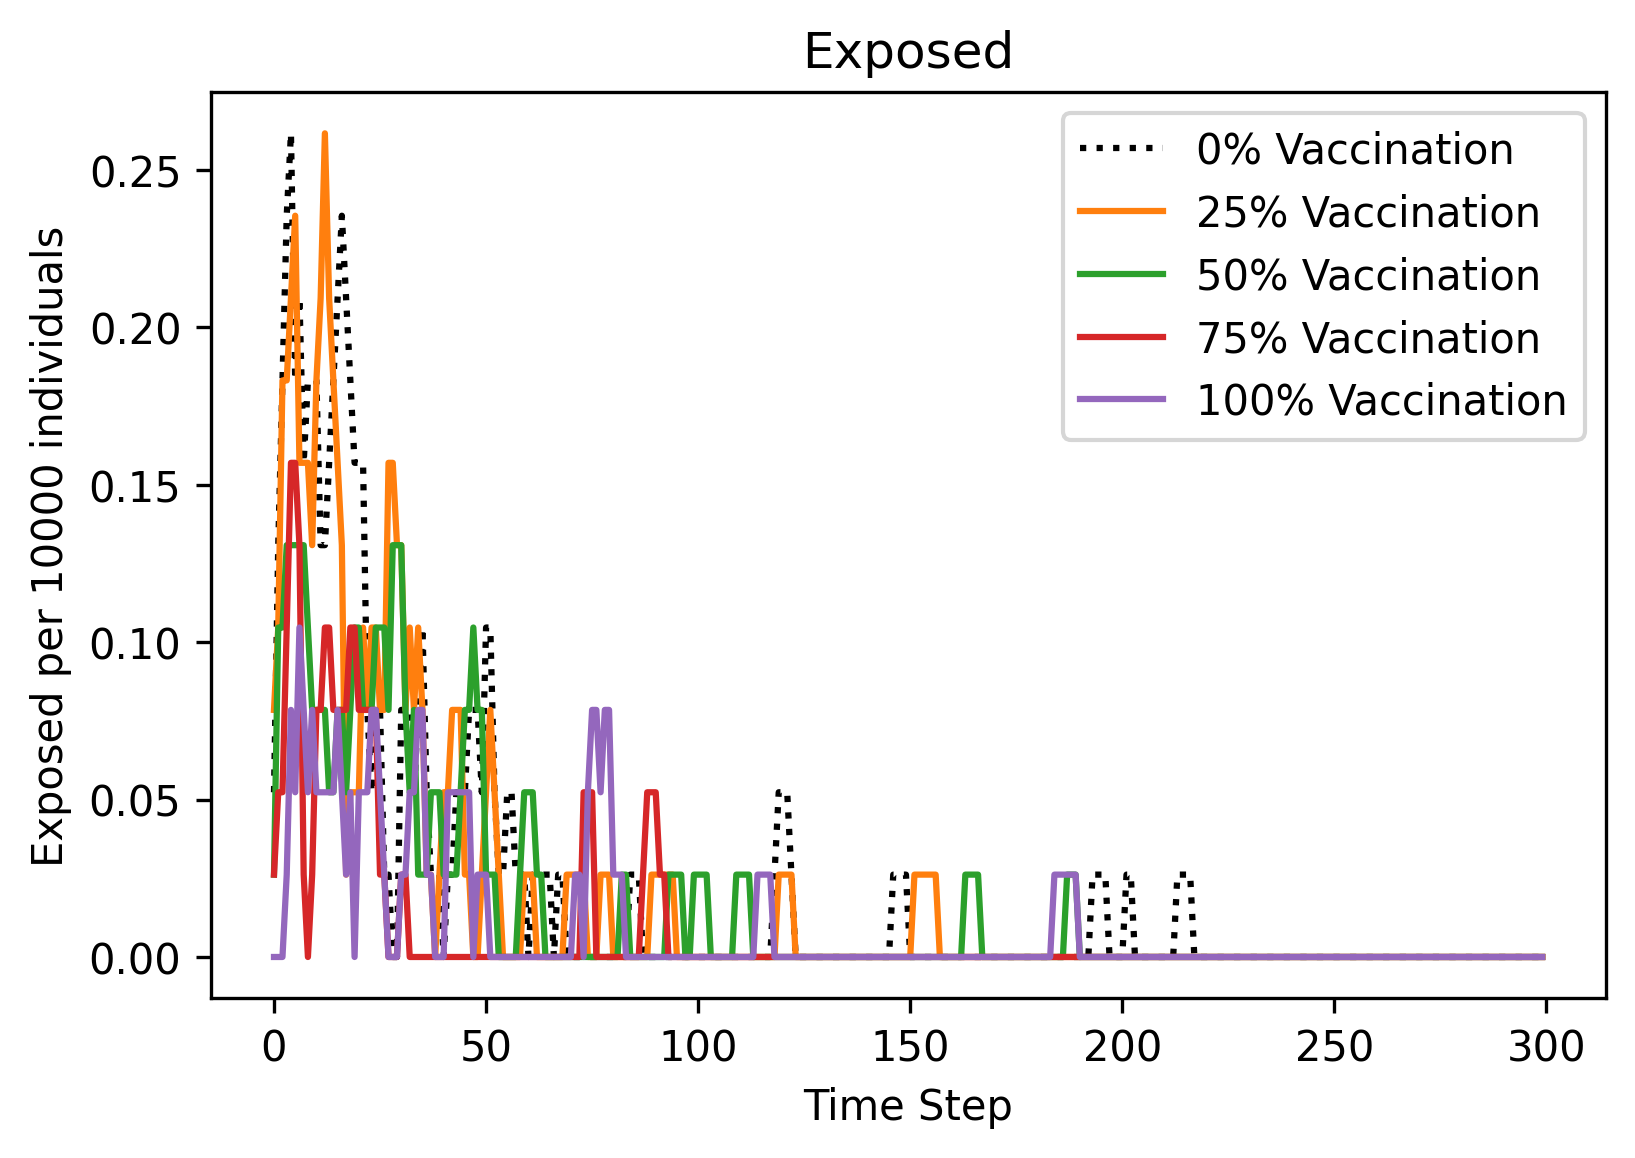 Exposed
Exposed per 10000 individuals
0.25
0.20
0.15
0.10
0.05
0.00
0% Vaccination
25% Vaccination
50% Vaccination
75% Vaccination
100% Vaccination
0 50 100 150 200 250 300
Time Step